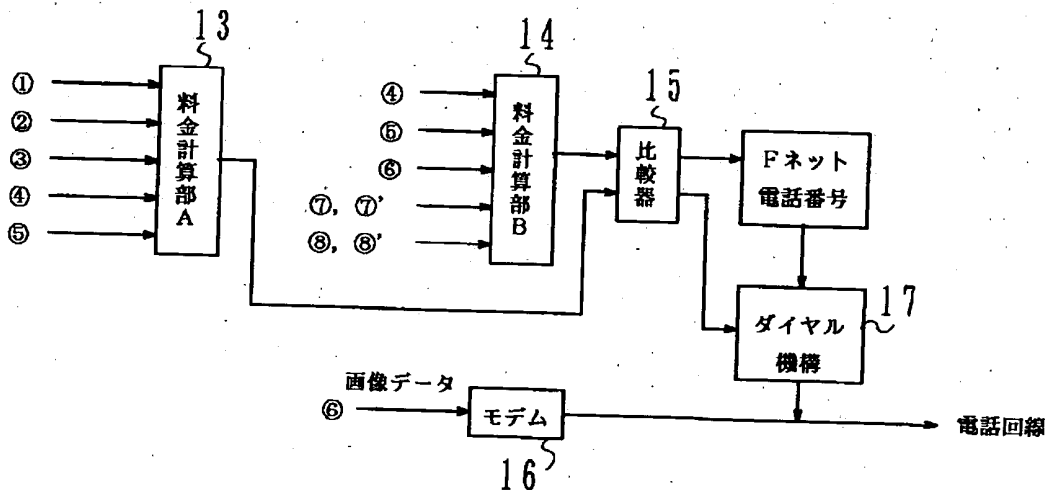 13
①
②
③
④
⑤
料金計算部A
14
④
⑤
⑥
⑦, ⑦'
⑧, ⑧'
料金計算部B
15
比較器
Fネット
電話番号
17
ダイヤル
機構
画像データ
⑥
モデム
16
電話回線